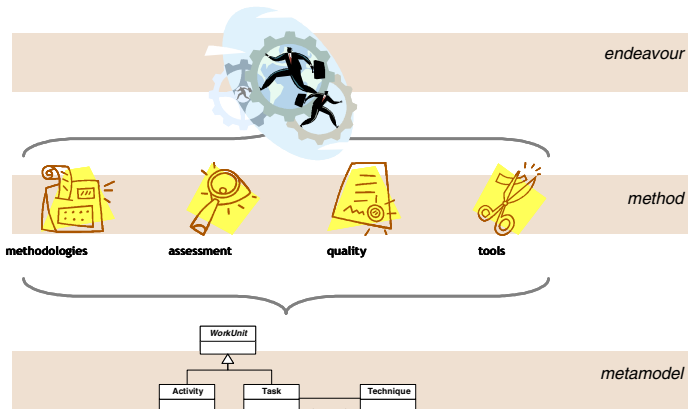 endeavour
method
methodologies
assessment
quality
tools
WorkUnit
metamodel
Activity
Task
Technique